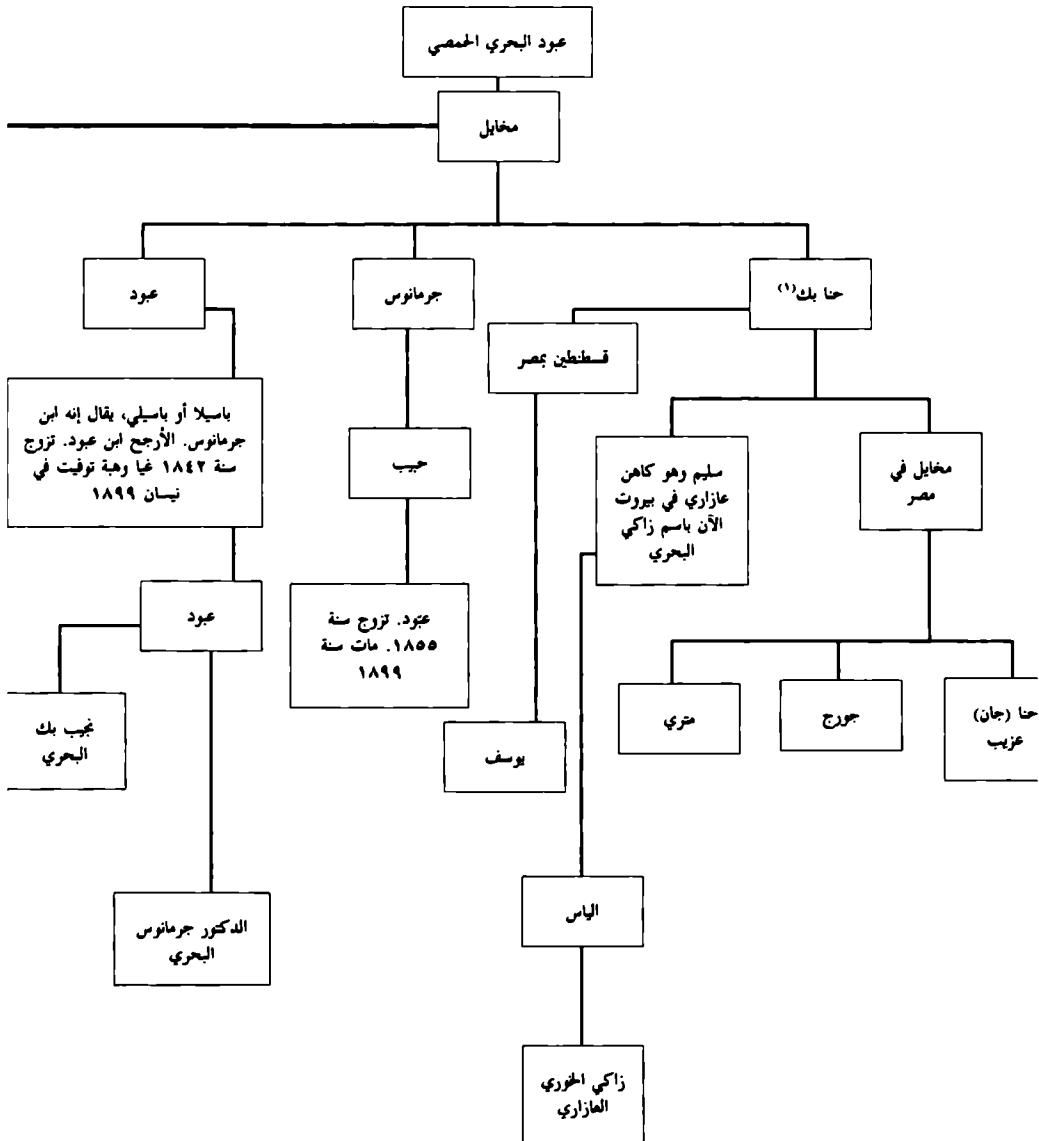 عبود البحري الحمصي
مخايل
حنا بك (١)
جرمانوس
عبود
قسطنطين بمصر
باسيلا أو باسيلي، يقال إنه ابن
جرمانوس. الأرجح ابن عبود. تزوج
سنة ١٨٤٢ غيا وهبة توفيت في
نيسان ١٨٩٩
حبيب
سليم وهو كاهن
عازاري في بيروت
الآن باسم زاكي
البحري
مخايل في
مصر
عبود
عبود. تزوج سنة
١٨٥٥. مات سنة
١٨٩٩
حنا (جان)
عزيب
جورج
متري
يوسف
نجيب بك
البحري
الياس
الدكتور جرمانوس
البحري
زاكي الخوري
العازاري